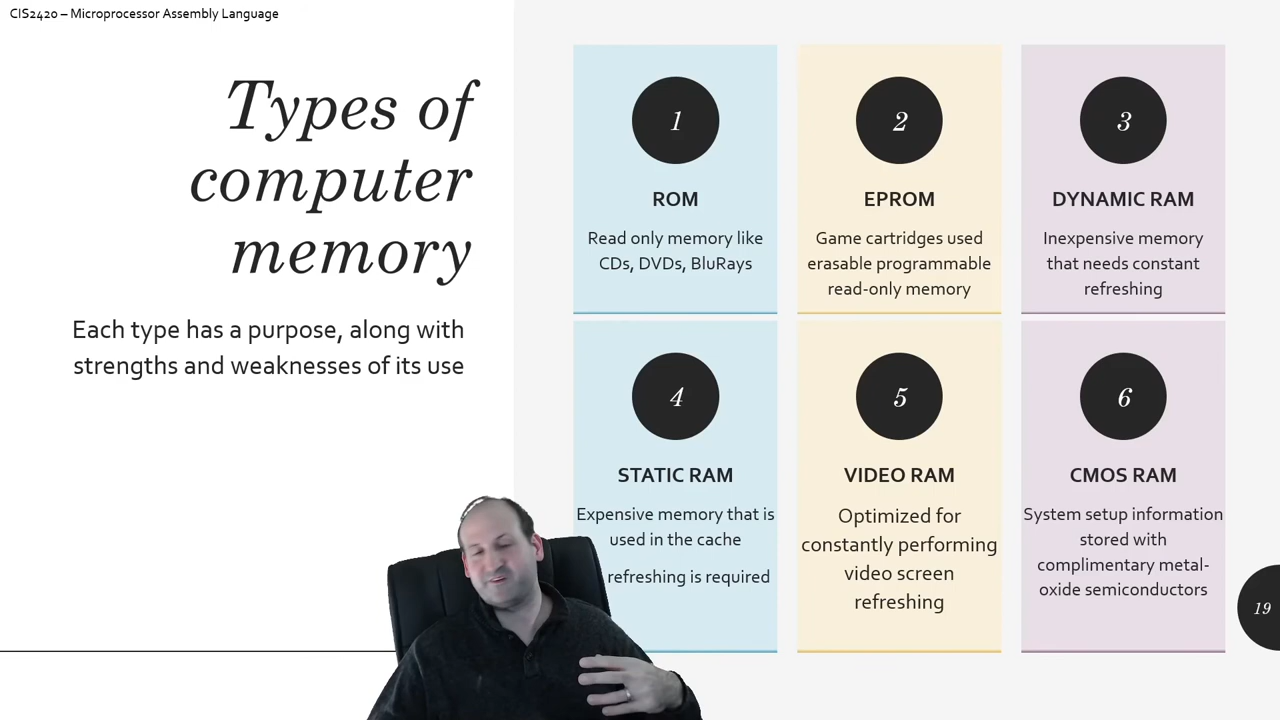 CIS2420 – Microprocessor Assembly Language
Types of
computer
memory
Each type has a purpose, along with
strengths and weaknesses of its use
1
ROM
Read only memory like
CDs, DVDs, BluRays
2
EPROM
Game cartridges used
erasable programmable
read-only memory
3
DYNAMIC RAM
Inexpensive memory
that needs constant
refreshing
4
STATIC RAM
Expensive memory that is
used in the cache
refreshing is required
5
VIDEO RAM
Optimized for
constantly performing
video screen
refreshing
6
CMOS RAM
System setup information
stored with
complimentary metal-
oxide semiconductors
19